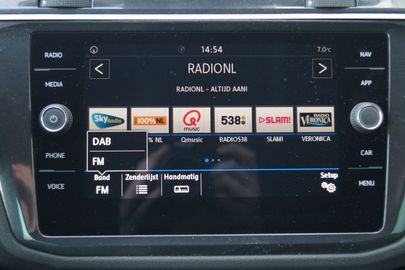 RADIO
14:54
7.0°C
NAV
RADIONL
MEDIA
APP
RADIONL - ALTIJD AAN!
Sky Radio
100%NL
Q music
538
SLAM!
RADIO VERONICA
DAB
% NL
Qmusic
RADIO538
SLAM!
VERONICA
PHONE
FM
CAR
Band
Zenderlijst
Handmatig
Setup
VOICE
FM
MENU